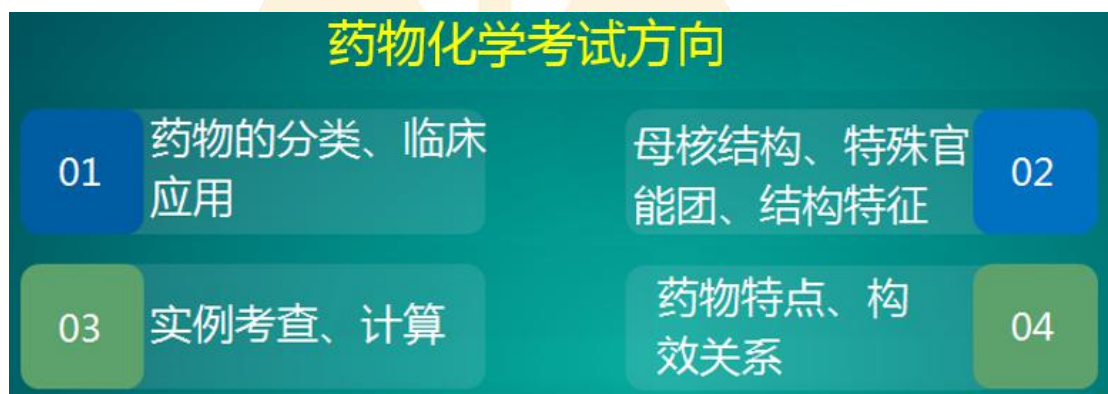 药物化学考试方向
01
药物的分类、临床
应用
母核结构、特殊官
能团、结构特征
02
03
实例考查、计算
药物特点、构
效关系
04